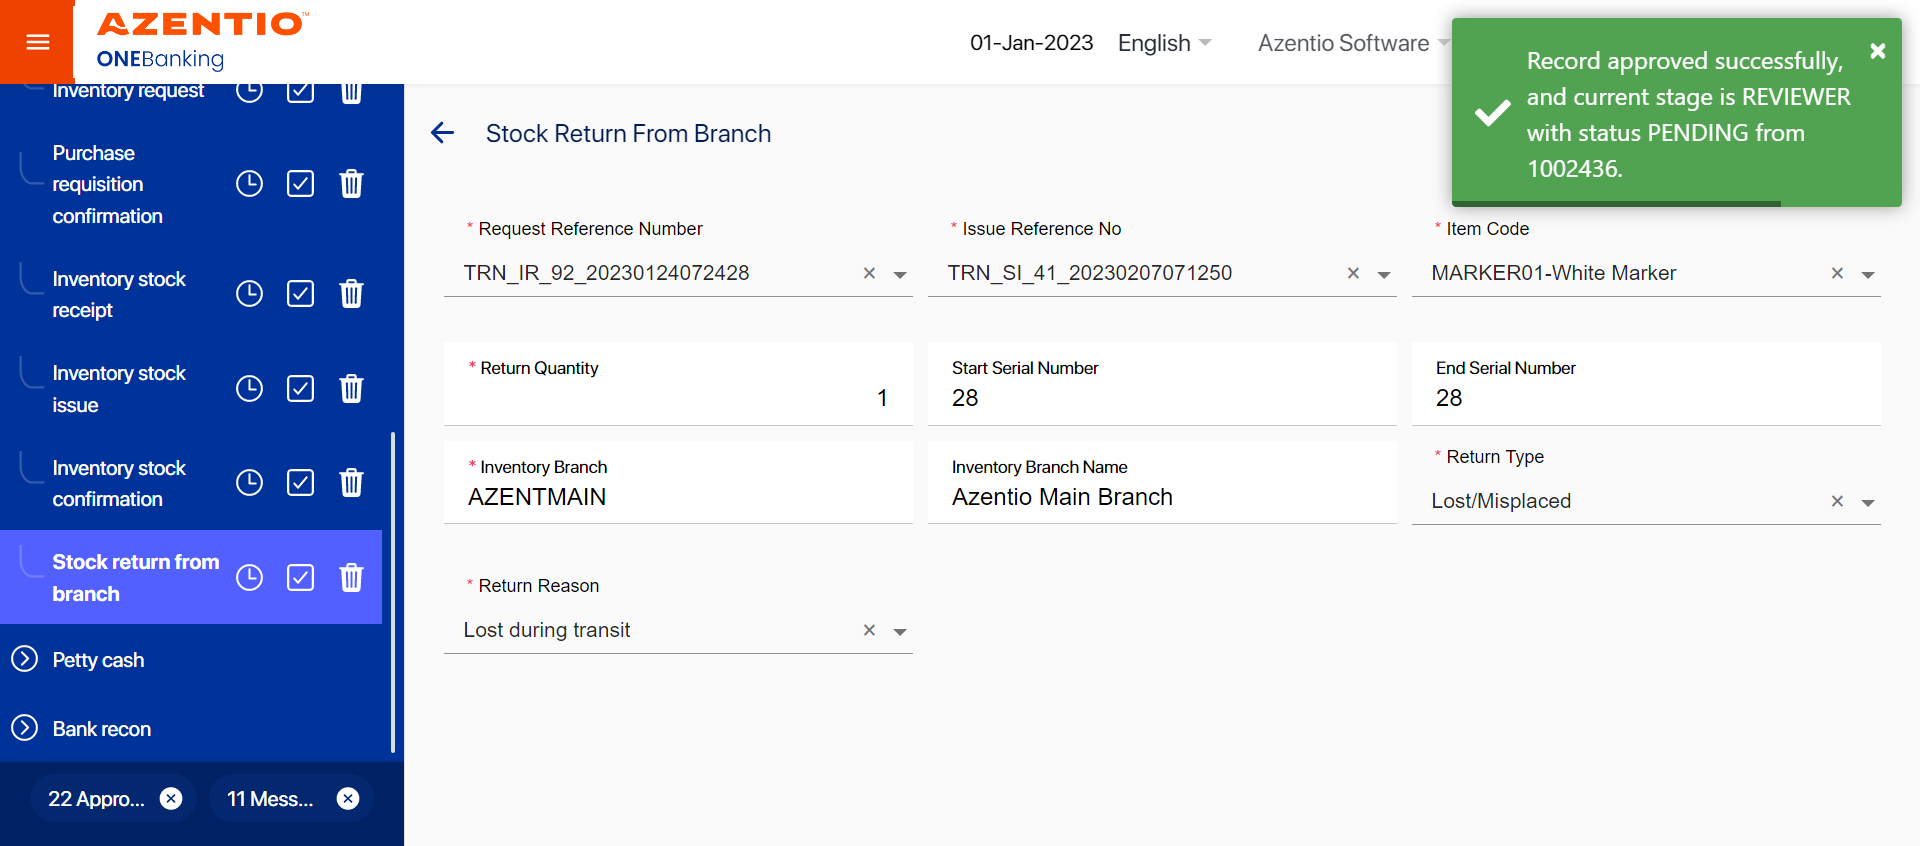 AZENTIO™
ONEBanking
01-Jan-2023 English Azentio Software
Record approved successfully,
and current stage is REVIEWER
with status PENDING from
1002436.
Inventory request
Purchase
requisition
confirmation
Inventory stock
receipt
Inventory stock
issue
Inventory stock
confirmation
Stock return from
branch
Petty cash
Bank recon
22 Appro...
11 Mess...
Stock Return From Branch
* Request Reference Number
TRN_IR_92_20230124072428
* Issue Reference No
TRN_SI_41_20230207071250
* Item Code
MARKER01-White Marker
* Return Quantity
1
Start Serial Number
28
End Serial Number
28
* Inventory Branch
AZENTMAIN
Inventory Branch Name
Azentio Main Branch
* Return Type
Lost/Misplaced
* Return Reason
Lost during transit